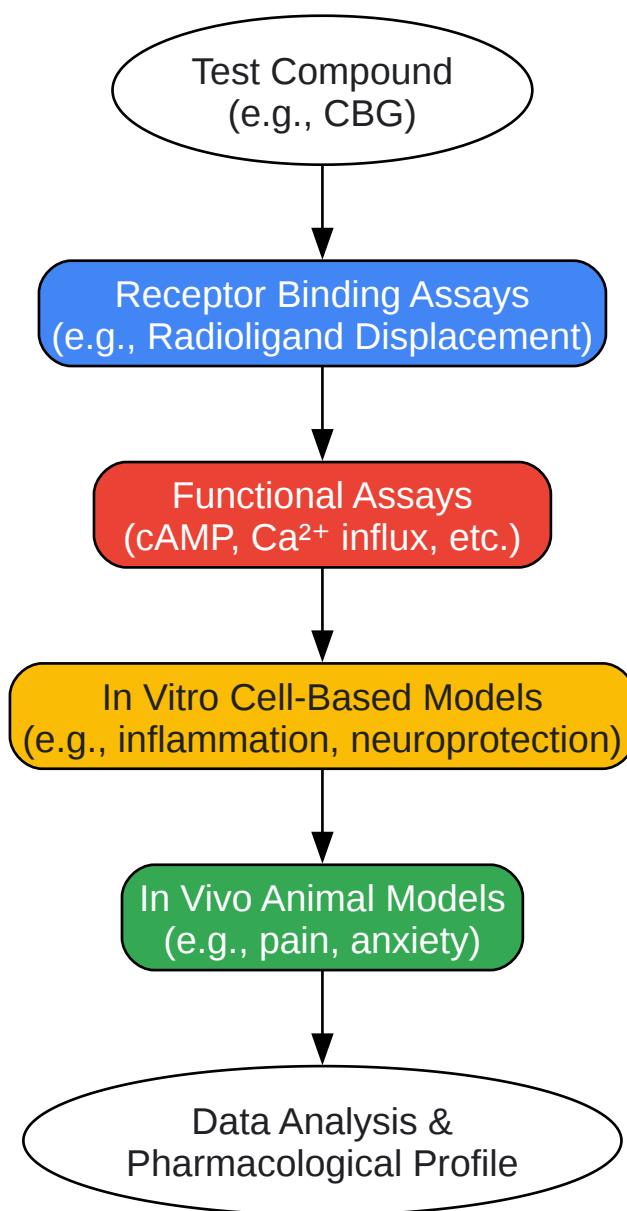 Test Compound
(e.g., CBG)
Receptor Binding Assays
(e.g., Radioligand Displacement)
Functional Assays
(cAMP, Ca²⁺ influx, etc.)
In Vitro Cell-Based Models
(e.g., inflammation, neuroprotection)
In Vivo Animal Models
(e.g., pain, anxiety)
Data Analysis &
Pharmacological Profile